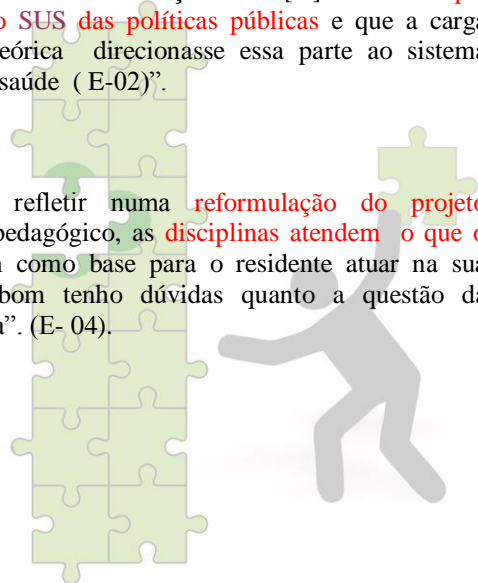 o SUS das políticas públicas e que a carga
eórica direcionasse essa parte ao sistema
saúde ( E-02)”.
refletir numa reformulação do projeto
pedagógico, as disciplinas atendem o que o
como base para o residente atuar na sua
bom tenho dúvidas quanto a questão da
a”. (E- 04).